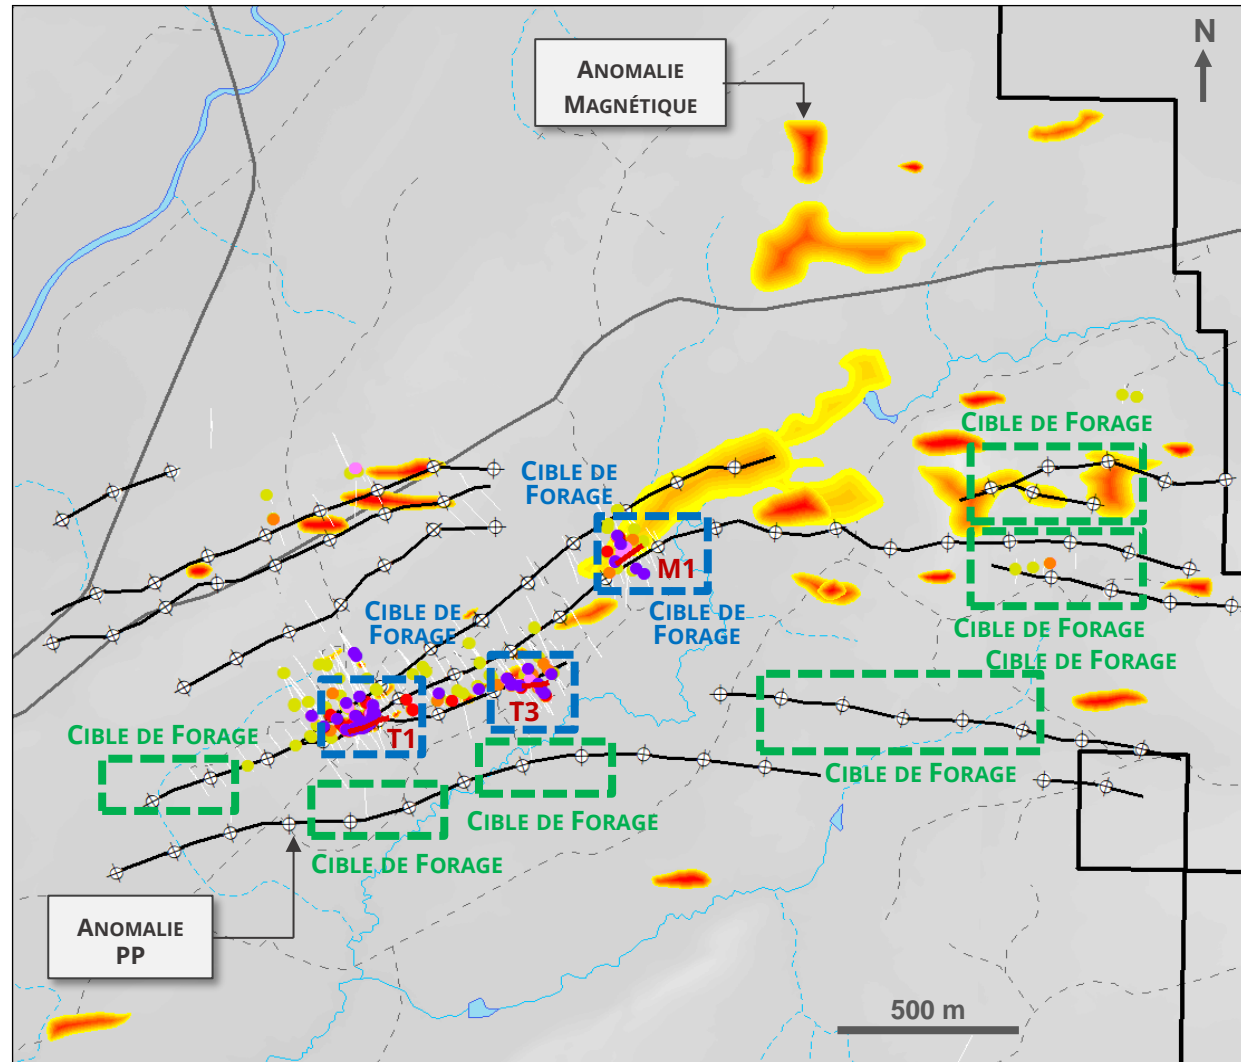 N
ANOMALIE
MAGNÉTIQUE
CIBLE DE FORAGE
CIBLE DE
FORAGE
M1
CIBLE DE
FORAGE
CIBLE DE
FORAGE
CIBLE DE FORAGE
CIBLE DE FORAGE
T3
T1
CIBLE DE FORAGE
CIBLE DE FORAGE
CIBLE DE FORAGE
CIBLE DE FORAGE
ANOMALIE
PP
500 m